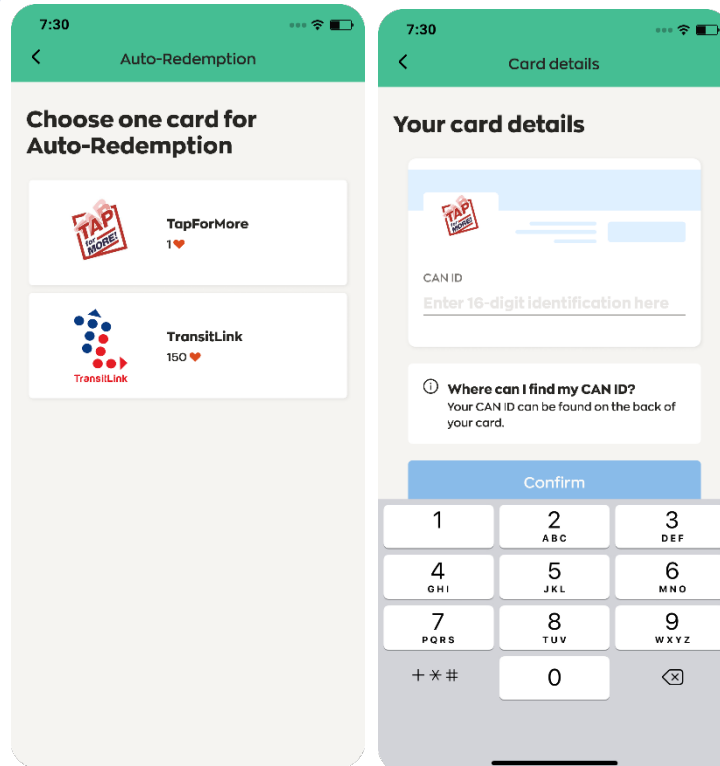 7:30
Auto-Redemption
Choose one card for
Auto-Redemption
TAP
for
MORE!
TapForMore
1
TransitLink
TransitLink
150
7:30
Card details
Your card details
TAP
for
MORE!
CAN ID
Enter 16-digit identification here
Where can I find my CAN ID?
Your CAN ID can be found on the back of
your card.
Confirm
1 2 3
ABC DEF
4 5 6
GHI JKL MNO
7 8 9
PQRS TUV WXYZ
+*# 0